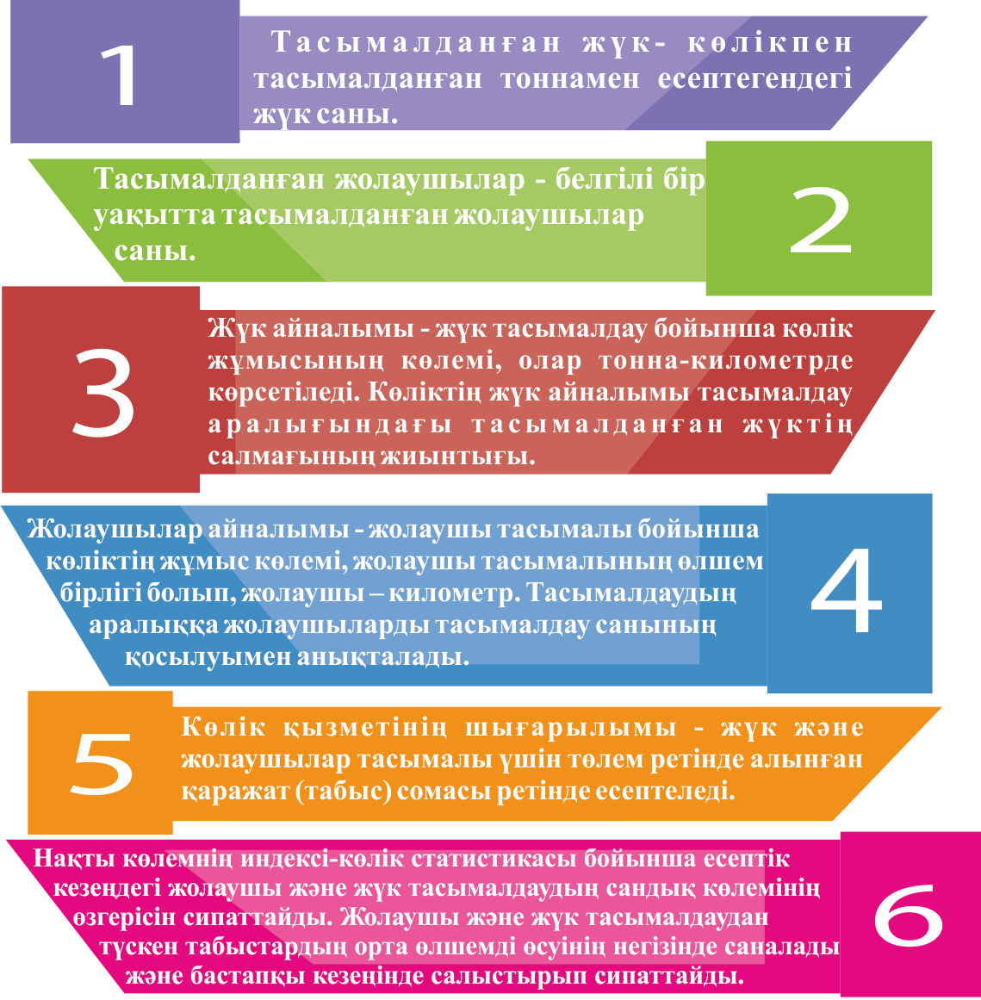 1
Тасымалданған жүк- көлікпен
тасымалданған тоннамен есептегендегі
жүк саны.
Тасымалданған жолаушылар - белгілі бір
уақытта тасымалданған жолаушылар
саны.
2
3
Жүк айналымы - жүк тасымалдау бойынша көлік
жұмысының көлемі, олар тонна-километрде
көрсетіледі. Көліктің жүк айналымы тасымалдау
аралығындағы тасымалданған жүктің
салмағының жиынтығы.
Жолаушылар айналымы - жолаушы тасымалы бойынша
көліктің жұмыс көлемі, жолаушы тасымалының өлшем
бірлігі болып, жолаушы – километр. Тасымалдаудың
аралыққа жолаушыларды тасымалдау санының
қосылуымен анықталады.
4
5
Көлік қызметінің шығарылымы - жүк және
жолаушылар тасымалы үшін төлем ретінде алынған
қаражат (табыс) сомасы ретінде есептеледі.
Нақты көлемнің индексі-көлік статистикасы бойынша есептік
кезеңдегі жолаушы және жүк тасымалдаудың сандық көлемінің
өзгерісін сипаттайды. Жолаушы және жүк тасымалдаудан
түскен табыстардың орта өлшемді өсуінің негізінде саналады
және бастапқы кезеңінде салыстырып сипаттайды.
6